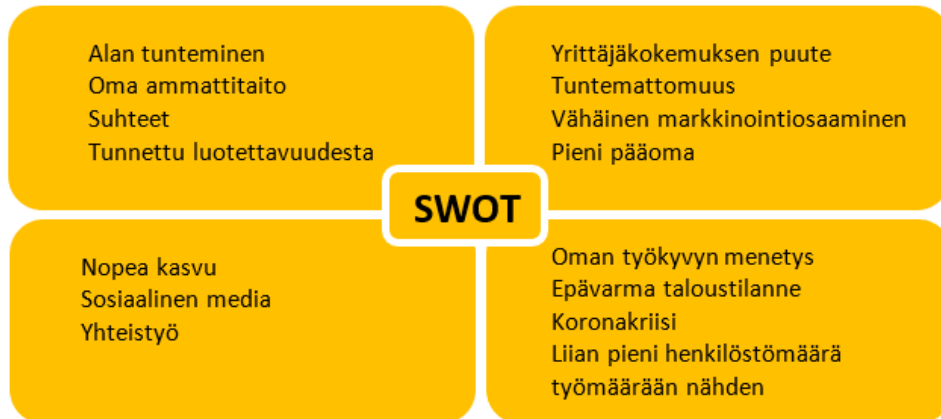 Alan tunteminen
Oma ammattitaito
Suhteet
Tunnettu luotettavuudesta
Yrittäjäkokemuksen puute
Tuntemattomuus
Vähäinen markkinointiosaaminen
Pieni pääoma
SWOT
Nopea kasvu
Sosiaalinen media
Yhteistyö
Oman työkyvyn menetys
Epävarma taloustilanne
Koronakriisi
Liian pieni henkilöstömäärä
työmäärään nähden